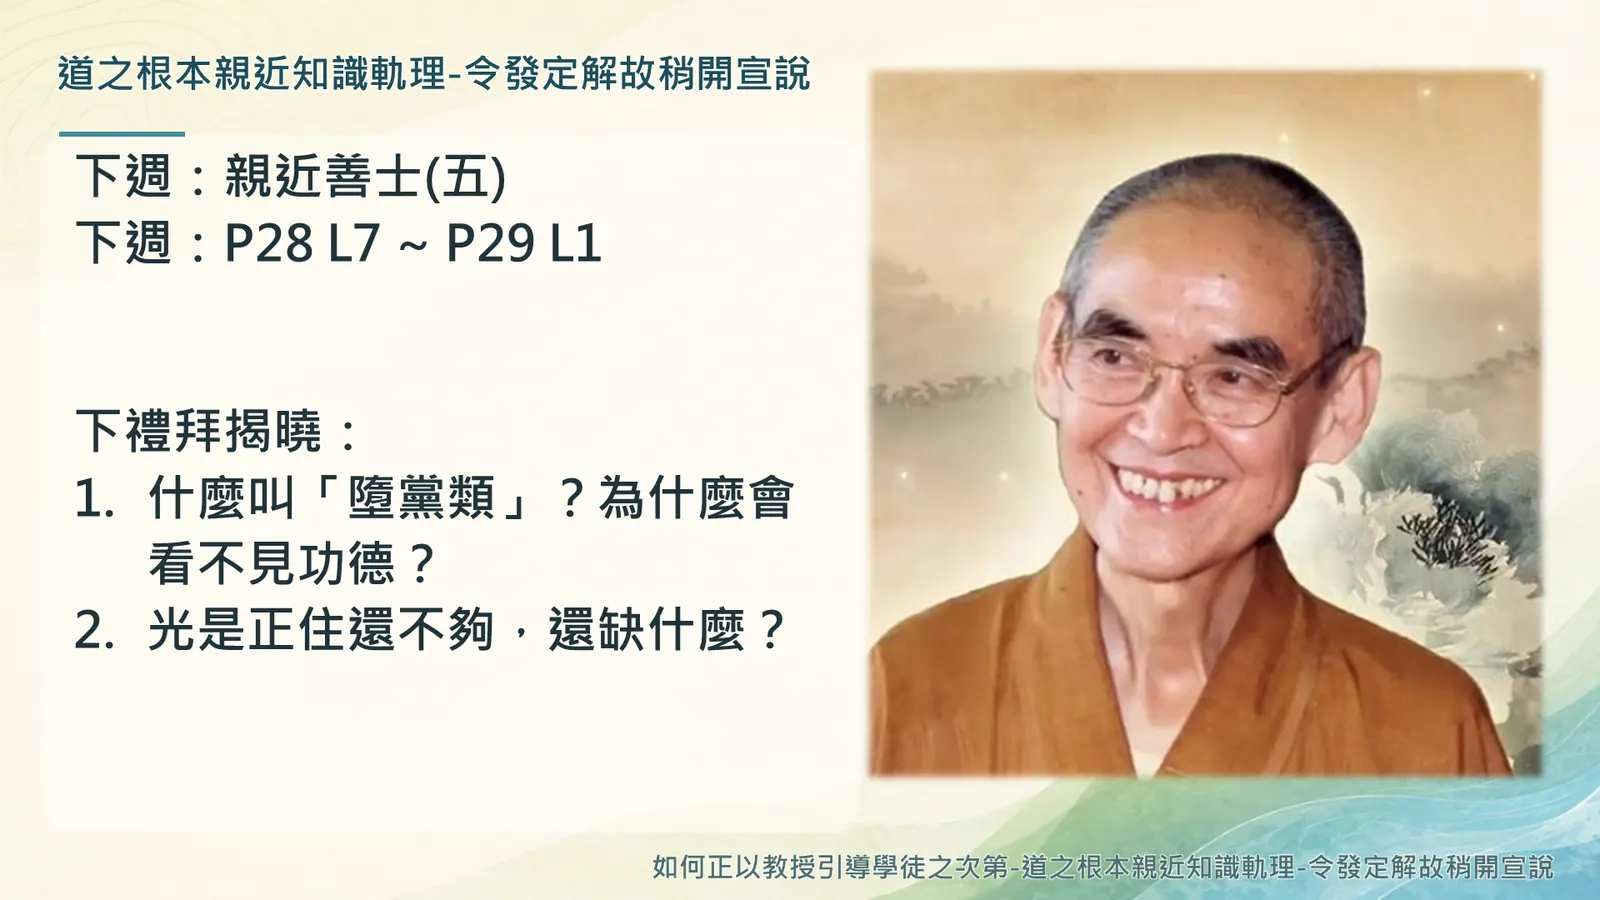 道之根本親近知識軌理-令發定解故稍開宣說
下週：親近善士(五)
下週：P28 L7 ~ P29 L1
下禮拜揭曉：
1. 什麼叫「墮黨類」？為什麼會
看不見功德？
2. 光是正住還不夠，還缺什麼？
如何正以教授引導學徒之次第-道之根本親近知識軌理-令發定解故稍開宣說